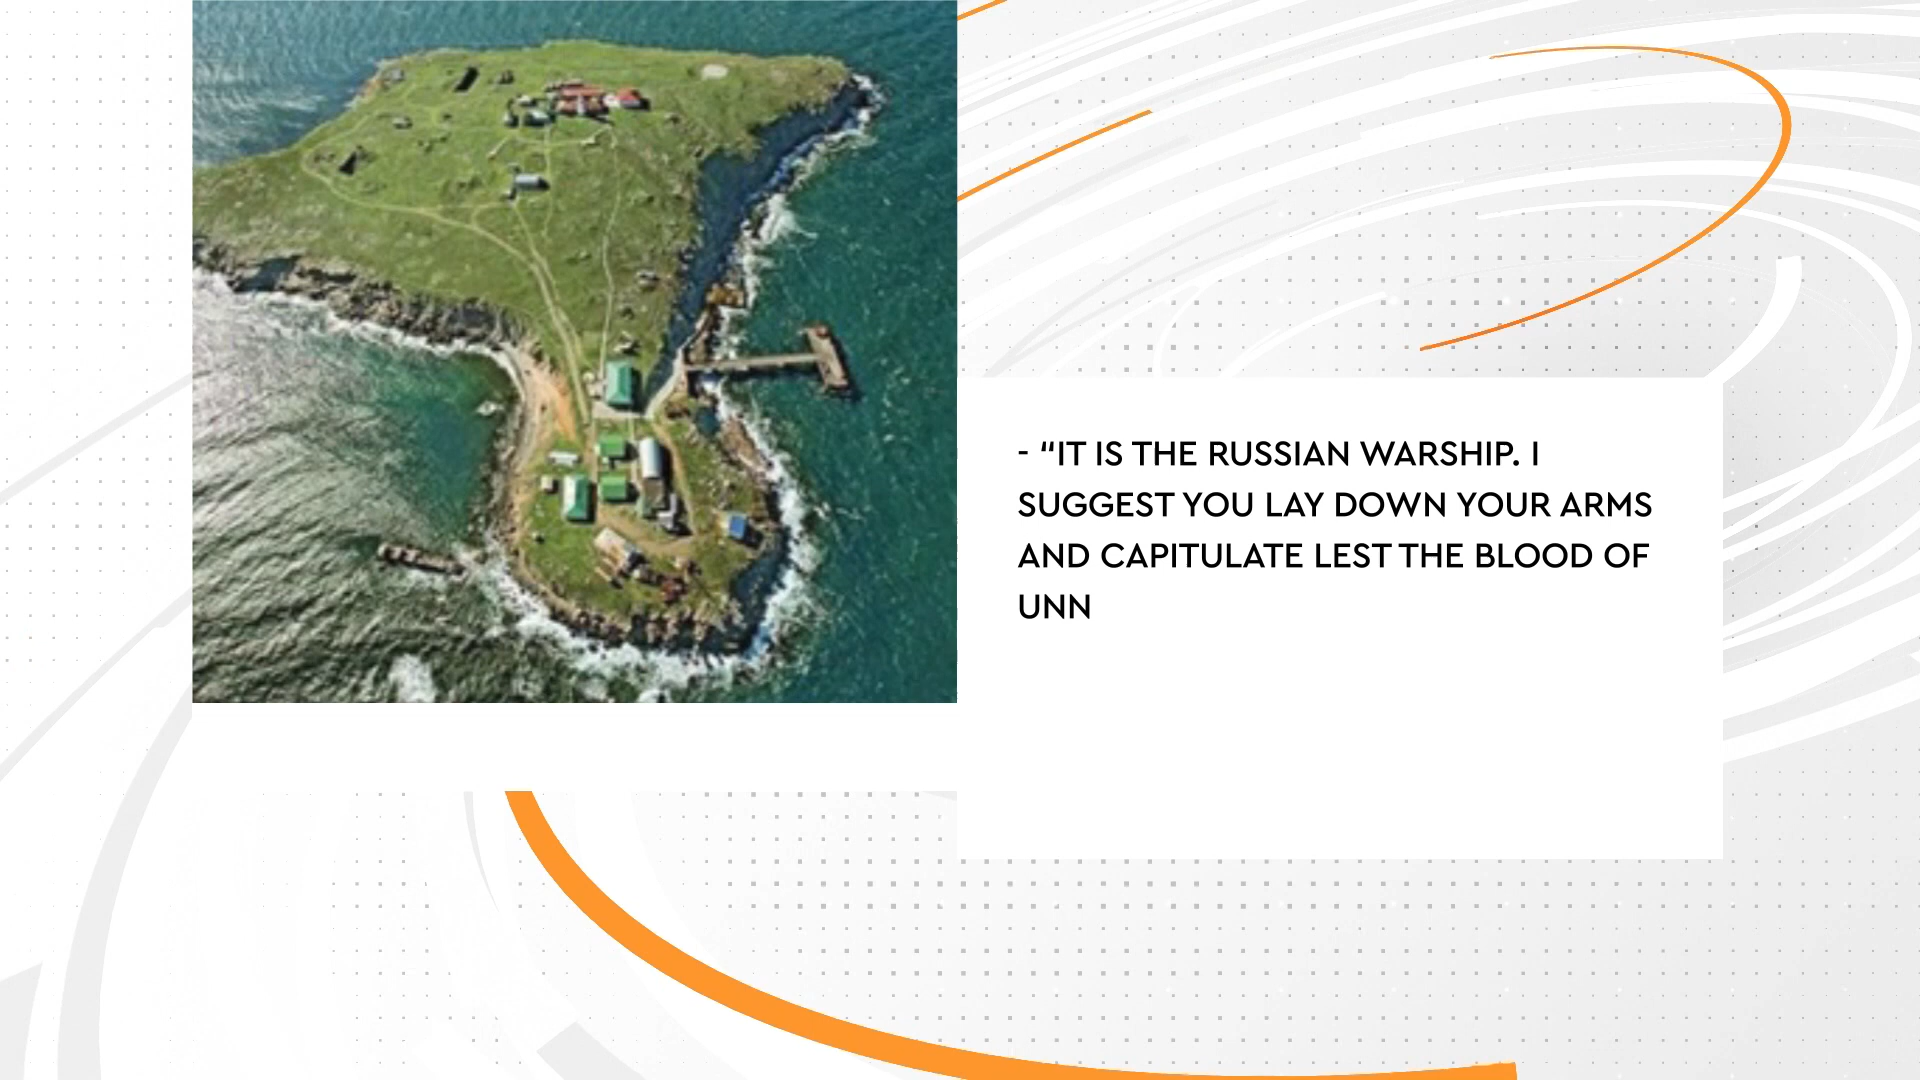 - “IT IS THE RUSSIAN WARSHIP. I
SUGGEST YOU LAY DOWN YOUR ARMS
AND CAPITULATE LEST THE BLOOD OF
UNN